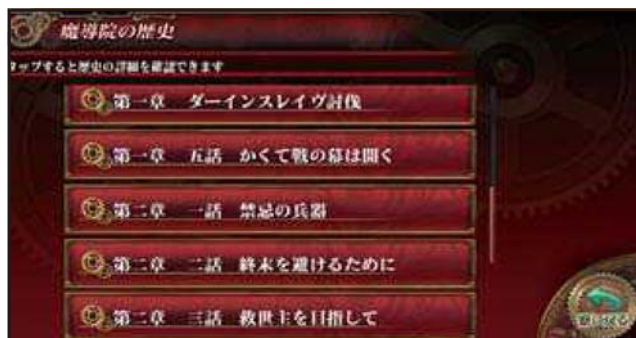 魔導院の歴史
タップすると歴史の詳細を確認できます
第一章 ダーインスレイヴ討伐
第一章 五話 かくて戦の幕は開く
第二章 一話 禁忌の兵器
第二章 二話 終末を避けるために
第二章 三話 救世主を目指して